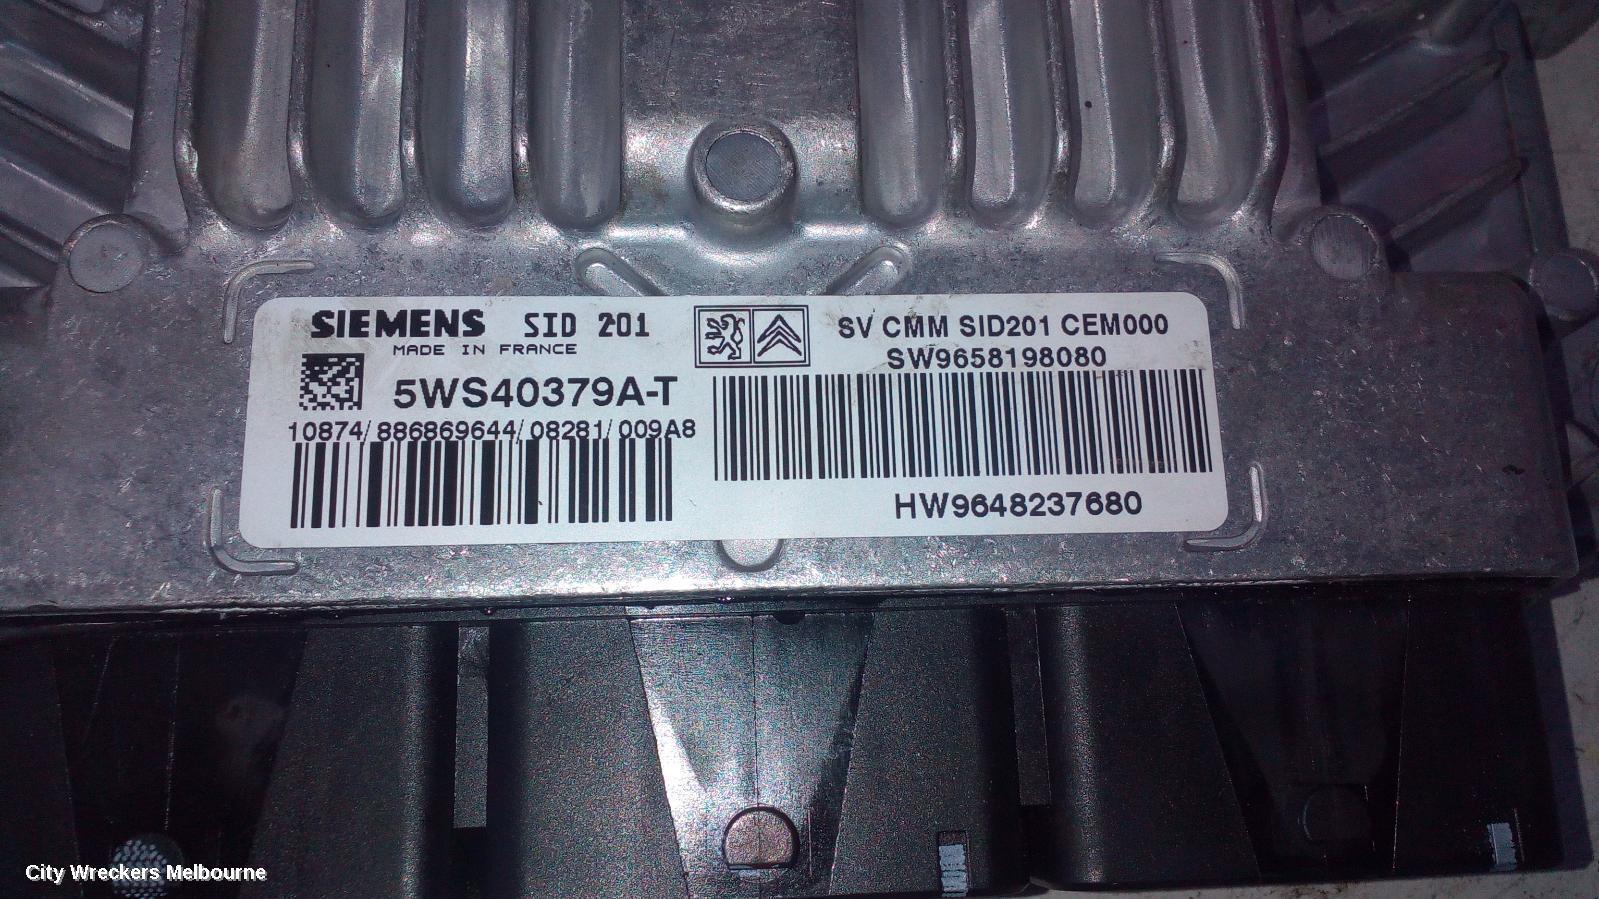 SIEMENS SID 201
MADE IN FRANCE
5WS40379A-T
10874/886869644/08281/009A8
SV CMM SID201 CEM000
SW9658198080
HW9648237680
City Wreckers Melbourne